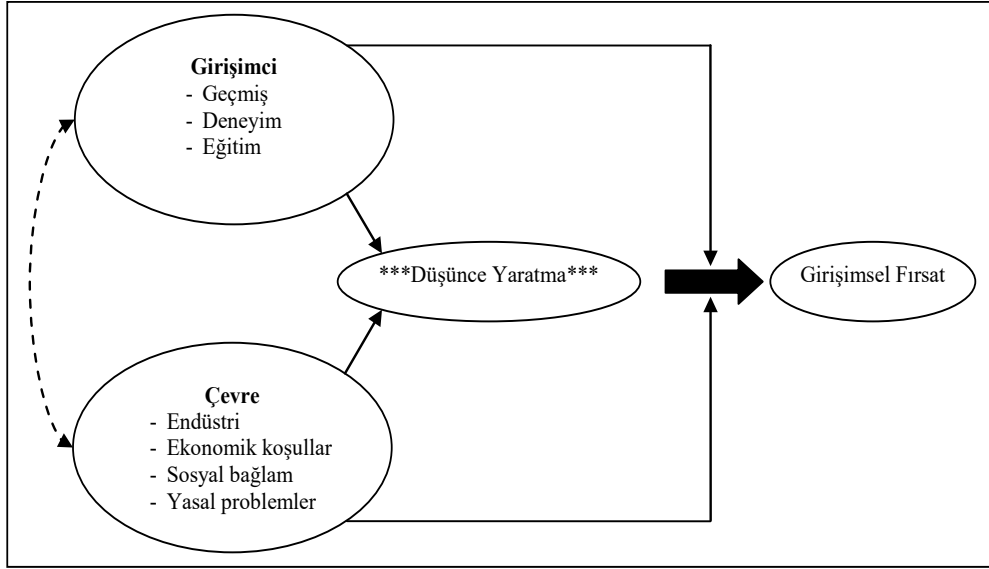 Girişimci
- Geçmiş
- Deneyim
- Eğitim
***Düşünce Yaratma***
Girişimsel Fırsat
Çevre
- Endüstri
- Ekonomik koşullar
- Sosyal bağlam
- Yasal problemler